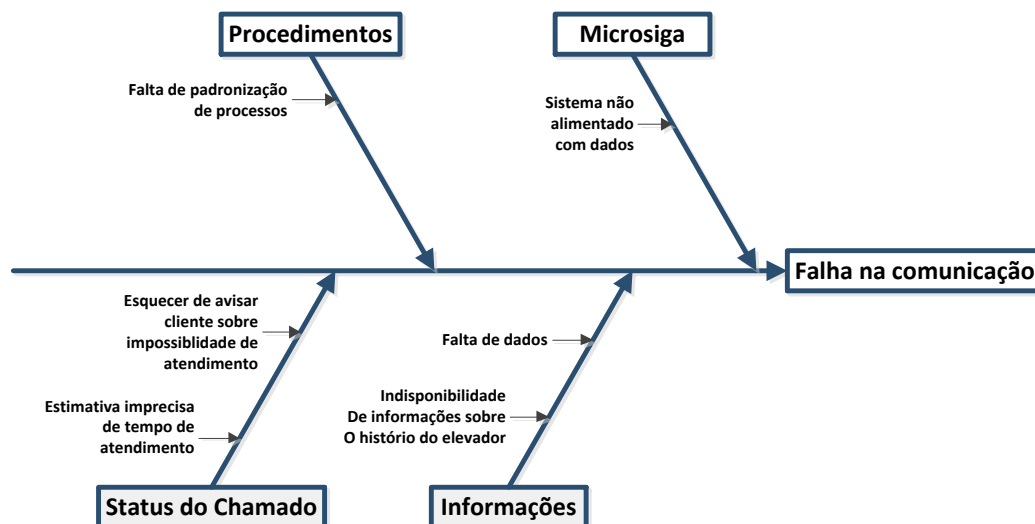 Procedimentos
Microsiga
Falta de padronização
de processos
Sistema não
alimentado
com dados
Falha na comunicação
Esquecer de avisar
cliente sobre
impossiblidade de
atendimento
Falta de dados
Estimativa imprecisa
de tempo de
atendimento
Indisponibilidade
De informações sobre
O histório do elevador
Status do Chamado
Informações